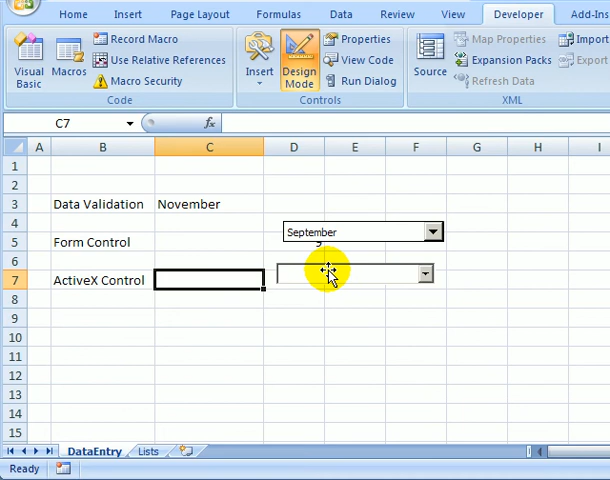 Home Insert Page Layout Formulas Data Review View Developer Add-Ins
Visual Basic
Macros
Record Macro
Use Relative References
Macro Security
Code
Insert
Design Mode
Properties
View Code
Run Dialog
Controls
Source
Map Properties
Expansion Packs
Refresh Data
XML
Import
Export
C7 fx
A B C D E F G H I
1
2
3 Data Validation November
4 September
5 Form Control 9
6
7 ActiveX Control
8
9
10
11
12
13
14
15
DataEntry Lists
Ready